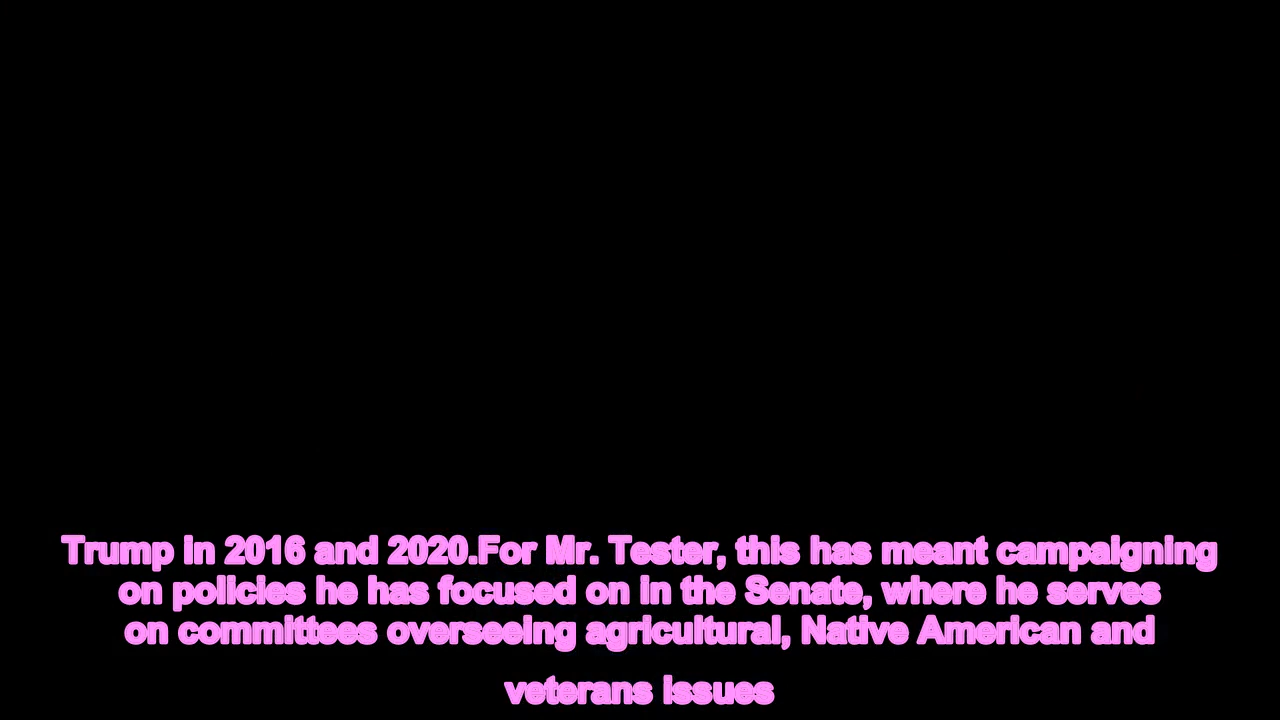 Trump in 2016 and 2020.For Mr. Tester, this has meant campaigning
on policies he has focused on in the Senate, where he serves
on committees overseeing agricultural, Native American and
veterans issues